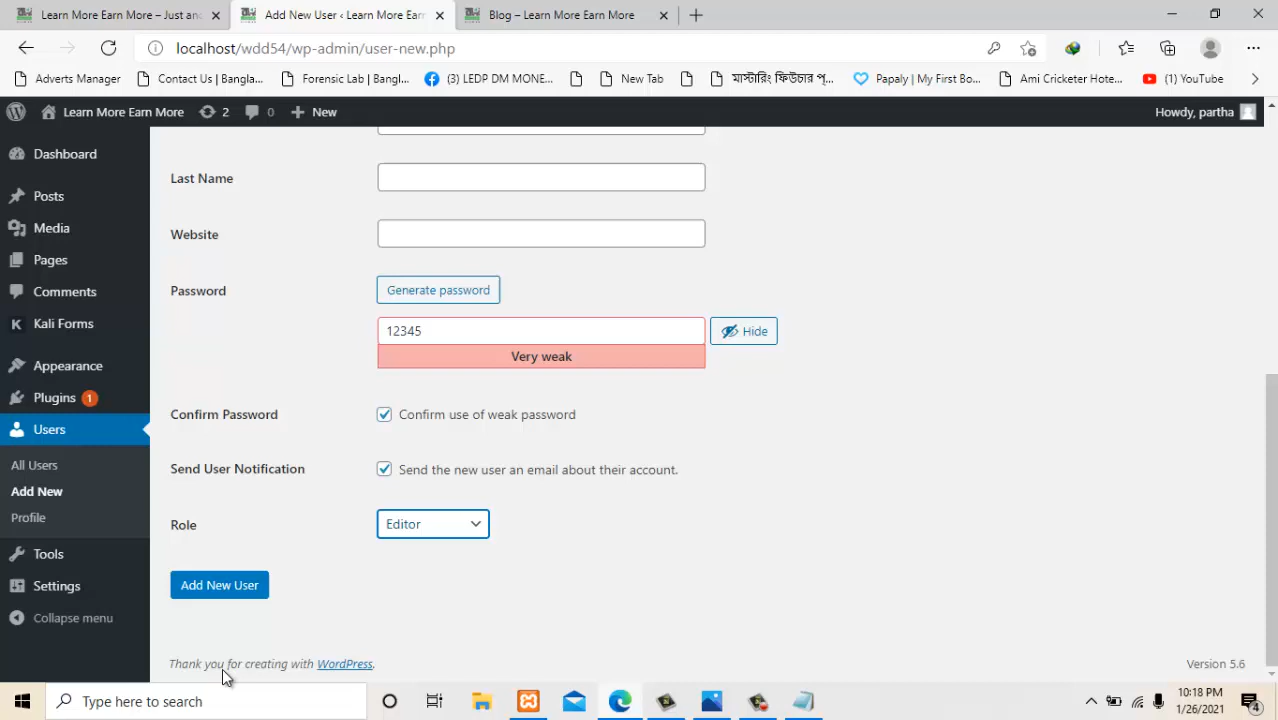 Learn More Earn More – Just an
Add New User ‹ Learn More Earn M
Blog – Learn More Earn More
localhost/wdd54/wp-admin/user-new.php
Adverts Manager
Contact Us | Bangla...
Forensic Lab | Bangl...
(3) LEDP DM MONE...
New Tab
মাস্টারিং ফিউচার প্...
Papaly | My First Bo...
Ami Cricketer Hote...
(1) YouTube
Learn More Earn More
2
0
New
Howdy, partha
Dashboard
Posts
Media
Pages
Comments
Kali Forms
Appearance
Plugins 1
Users
All Users
Add New
Profile
Tools
Settings
Collapse menu
Last Name
Website
Password
Generate password
12345
Hide
Very weak
Confirm Password
Confirm use of weak password
Send User Notification
Send the new user an email about their account.
Role
Editor
Add New User
Thank you for creating with WordPress.
Version 5.6
Type here to search
10:18 PM
1/26/2021
4